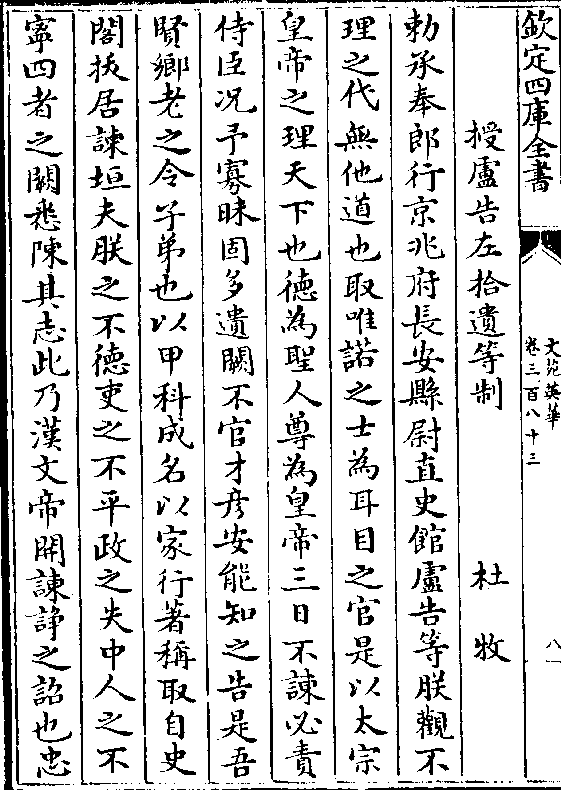 欽定四庫全書
文苑英華
卷三百八十三
八
授盧告左拾遺等制
杜牧
勅承奉郎行京兆府長安縣尉直史館盧告等朕觀不
理之代無他道也取唯諾之士為耳目之官是以太宗
皇帝之理天下也德為聖人尊為皇帝三日不諫必責
侍臣况予寡昧固多遺闕不官才彦安能知之告是吾
賢鄉老之令子弟也以甲科成名以家行著稱取自史
閣挾居諫垣夫朕之不德吏之不平政之失中人之不
寜四者之闕悉陳其志此乃漢文帝開諫諍之詔也忠